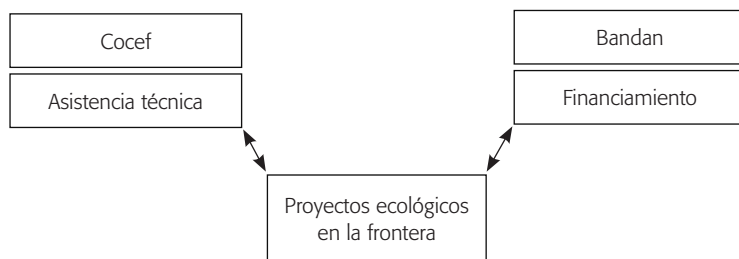 Cocef
Asistencia técnica
Bandan
Financiamiento
Proyectos ecológicos
en la frontera